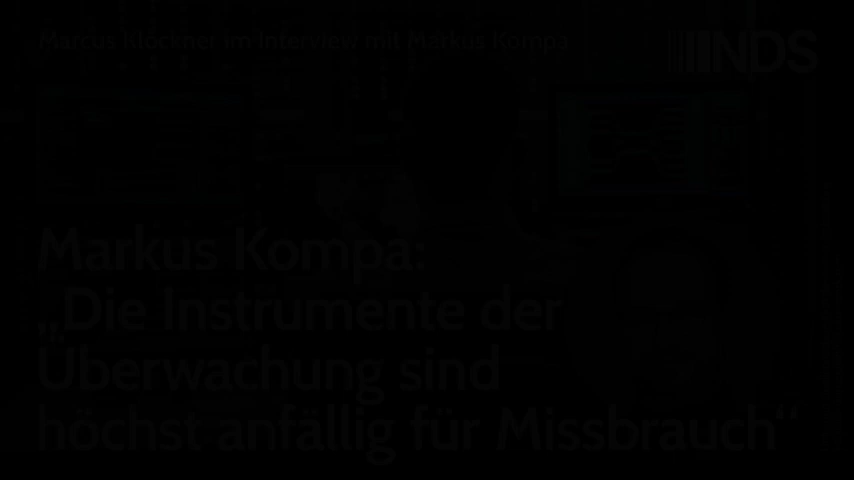 Marcus Klöckner im Interview mit Markus Kompa
NDS
Markus Kompa:
„Die Instrumente der
Überwachung sind
höchst anfällig für Missbrauch“